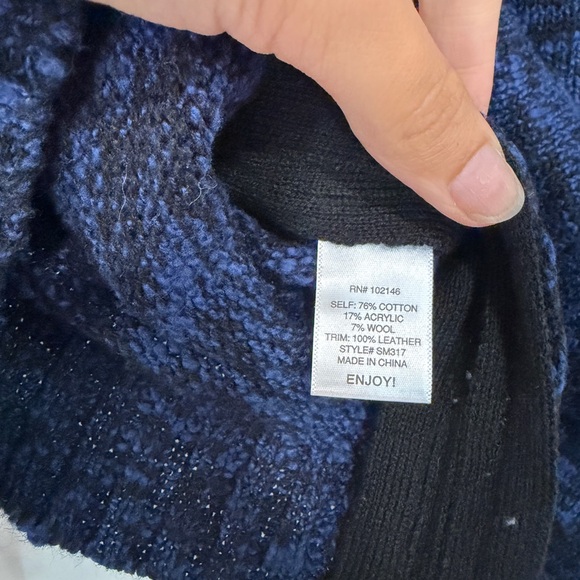 RN# 102146
SELF: 76% COTTON
17% ACRYLIC
7% WOOL
TRIM: 100% LEATHER
STYLE# SM317
MADE IN CHINA
ENJOY!